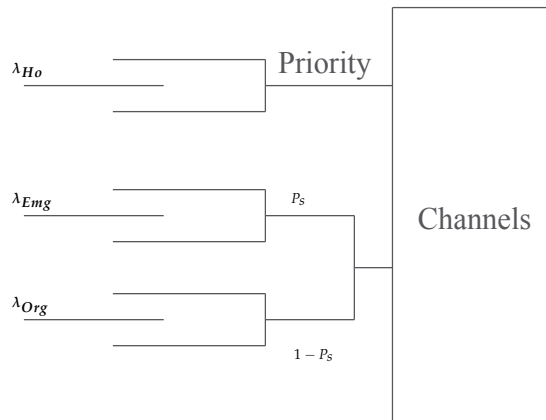 λ_Ho
Priority
λ_Emg
P_s
Channels
λ_Org
1 − P_s